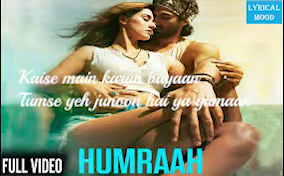 LYRICAL
MOOD
Kaise main karun bayaan
Tumse yeh junoon hai ya gumaan
HUMRAAH
FULL VIDEO